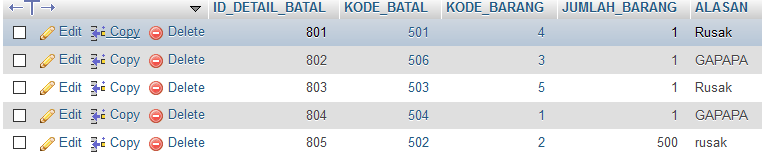 ID_DETAIL_BATAL KODE_BATAL KODE_BARANG JUMLAH_BARANG ALASAN
Edit Copy Delete 801 501 4 1 Rusak
Edit Copy Delete 802 506 3 1 GAPAPA
Edit Copy Delete 803 503 5 1 Rusak
Edit Copy Delete 804 504 1 1 GAPAPA
Edit Copy Delete 805 502 2 500 rusak